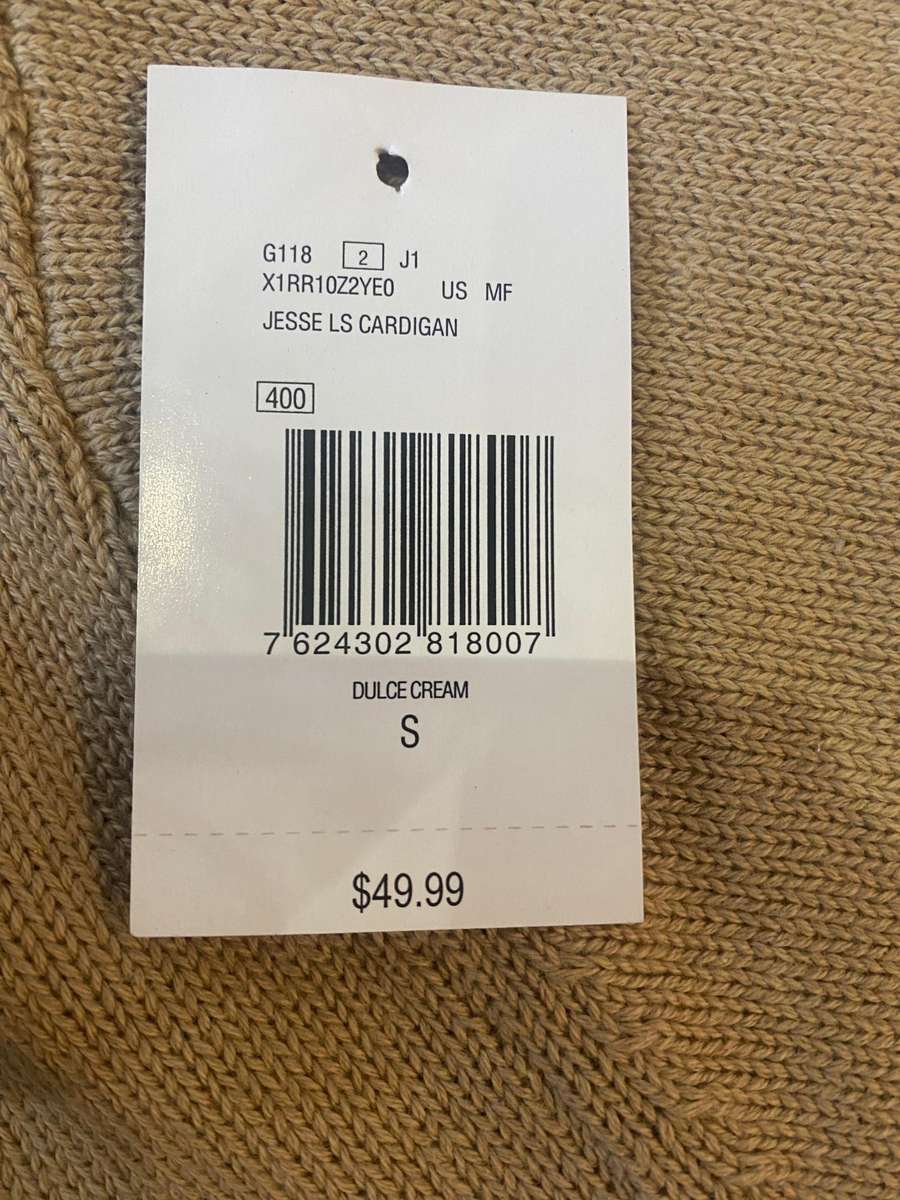 G118 2 J1
X1RR10Z2YE0 US MF
JESSE LS CARDIGAN
400
7 624302 818007
DULCE CREAM
S
$49.99